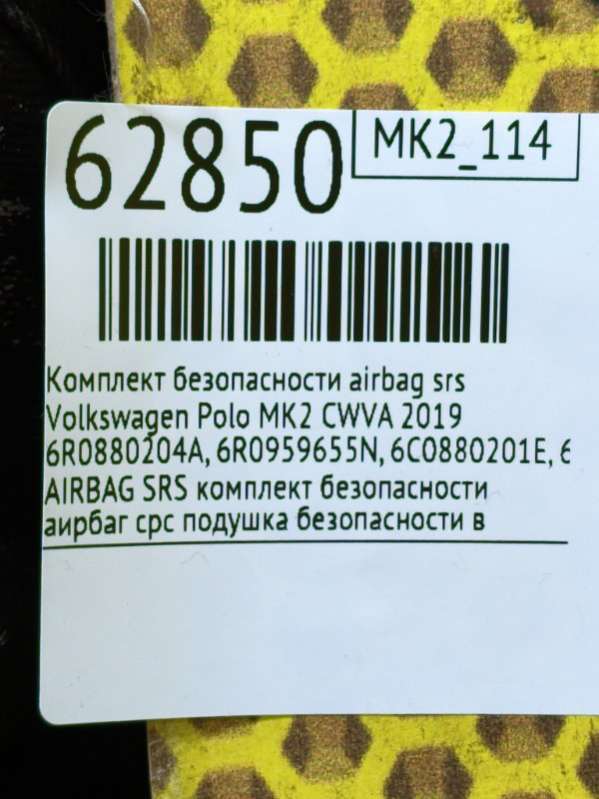 62850
MK2_114
Комплект безопасности airbag srs
Volkswagen Polo MK2 CWVA 2019
6R0880204A, 6R0959655N, 6C0880201E, 6
AIRBAG SRS комплект безопасности
аирбаг срс подушка безопасности в